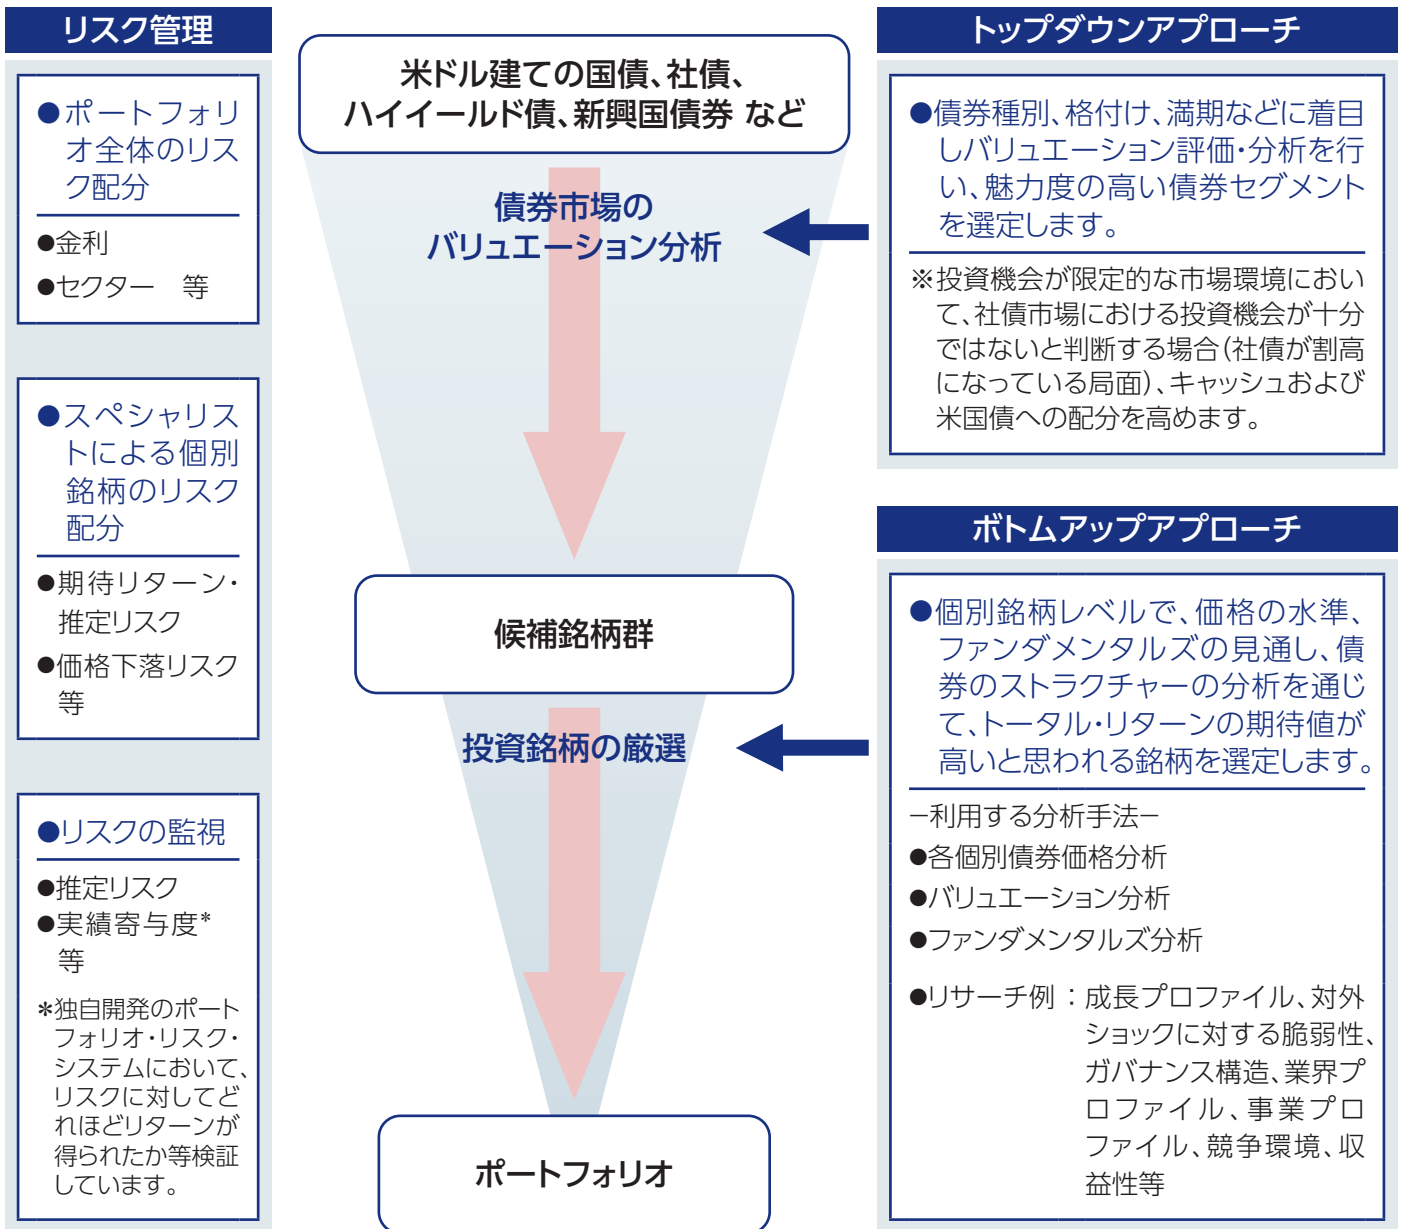 リスク管理
●ポートフォリ
オ全体のリス
ク配分
●金利
●セクター　等
●スペシャリス
トによる個別
銘柄のリスク
配分
●期待リターン・
推定リスク
●価格下落リスク
等
●リスクの監視
●推定リスク
●実績寄与度*
等
*独自開発のポート
フォリオ・リスク・
システムにおいて、
リスクに対してど
れほどリターンが
得られたか等検証
しています。
米ドル建ての国債、社債、
ハイイールド債、新興国債券 など
債券市場の
バリュエーション分析
候補銘柄群
投資銘柄の厳選
ポートフォリオ
トップダウンアプローチ
●債券種別、格付け、満期などに着目
しバリュエーション評価・分析を行
い、魅力度の高い債券セグメント
を選定します。
※投資機会が限定的な市場環境におい
て、社債市場における投資機会が十分
ではないと判断する場合（社債が割高
になっている局面）、キャッシュおよび
米国債への配分を高めます。
ボトムアップアプローチ
●個別銘柄レベルで、価格の水準、
ファンダメンタルズの見通し、債
券のストラクチャーの分析を通じ
て、トータル・リターンの期待値が
高いと思われる銘柄を選定します。
−利用する分析手法−
●各個別債券価格分析
●バリュエーション分析
●ファンダメンタルズ分析
●リサーチ例 ： 成長プロファイル、対外
ショックに対する脆弱性、
ガバナンス構造、業界プ
ロファイル、事業プロ
ファイル、競争環境、収
益性等